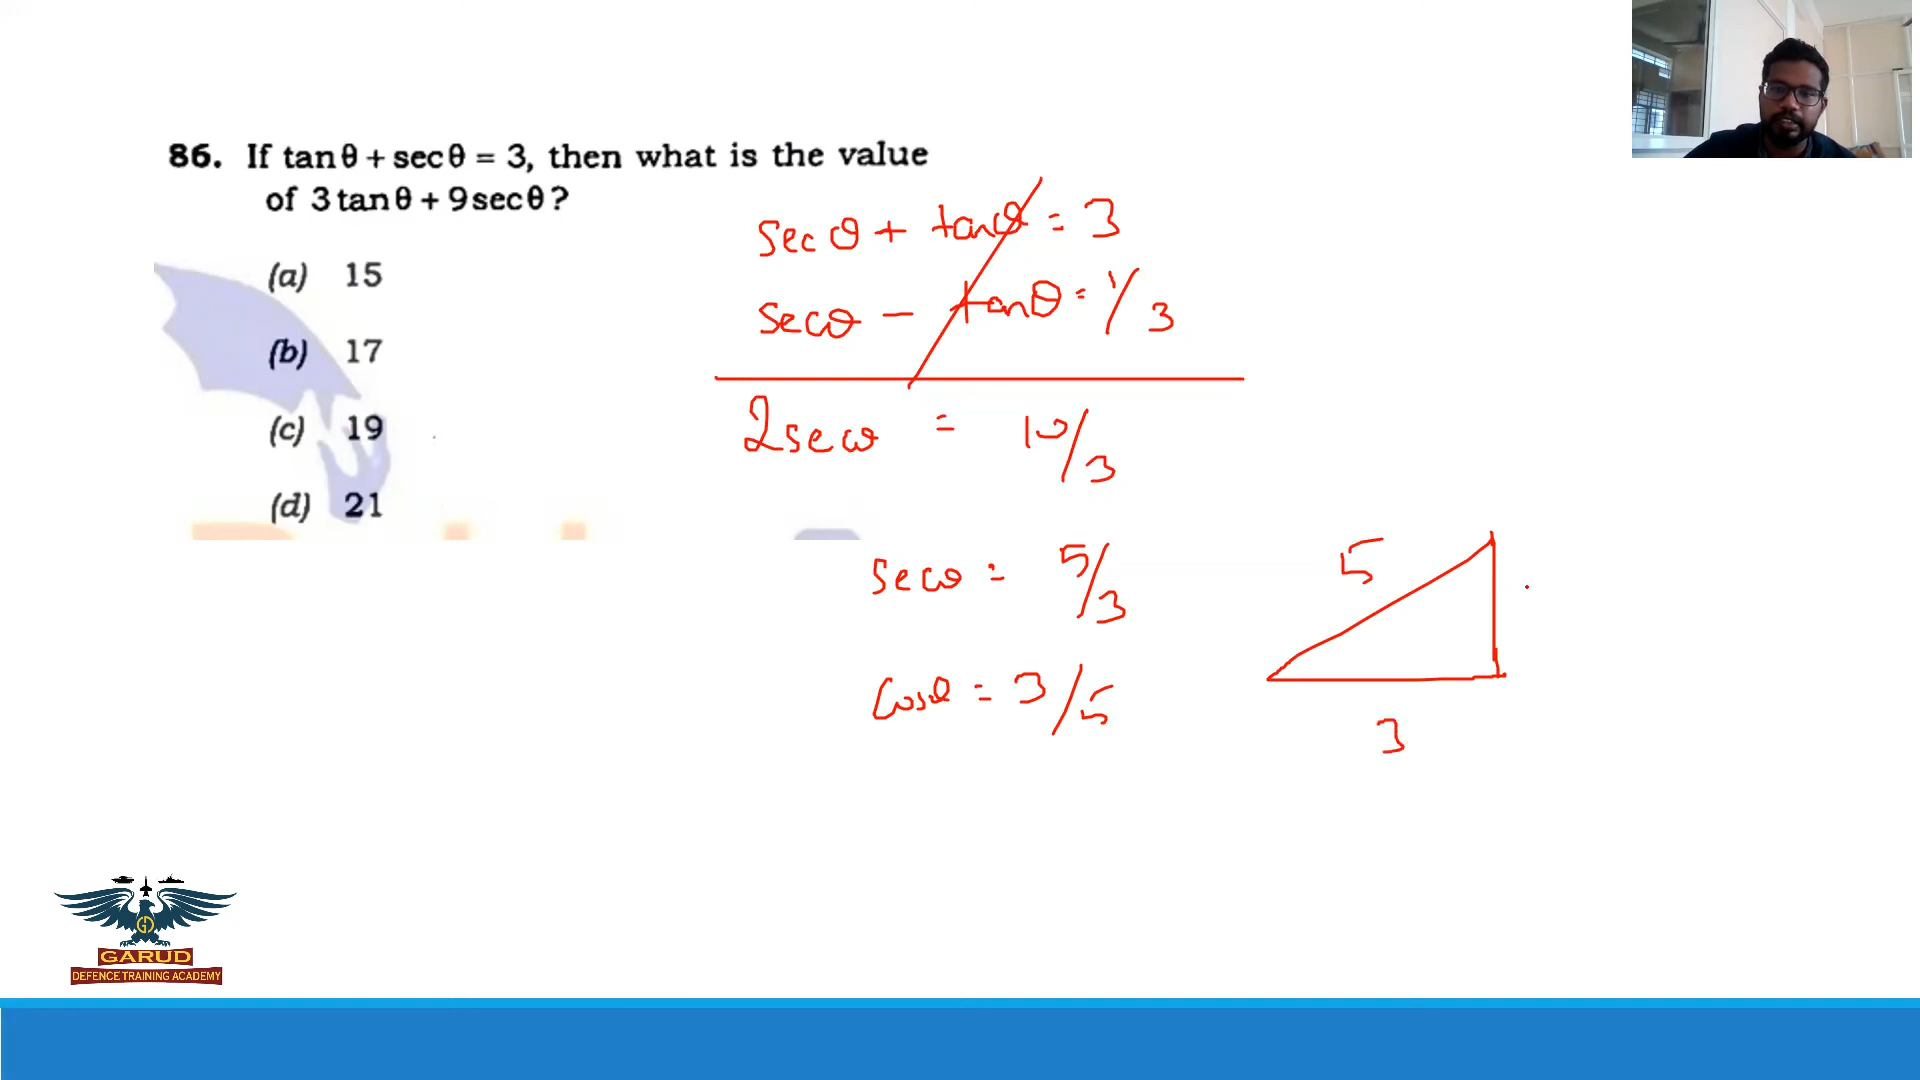 86. If tanθ + secθ = 3, then what is the value
of 3tanθ + 9secθ?
(a) 15
(b) 17
(c) 19
(d) 21
secθ + tanθ = 3
secθ − tanθ = 1/3
2secθ = 10/3
secθ = 5/3
cosθ = 3/5
5
3
GARUD
DEFENCE TRAINING ACADEMY